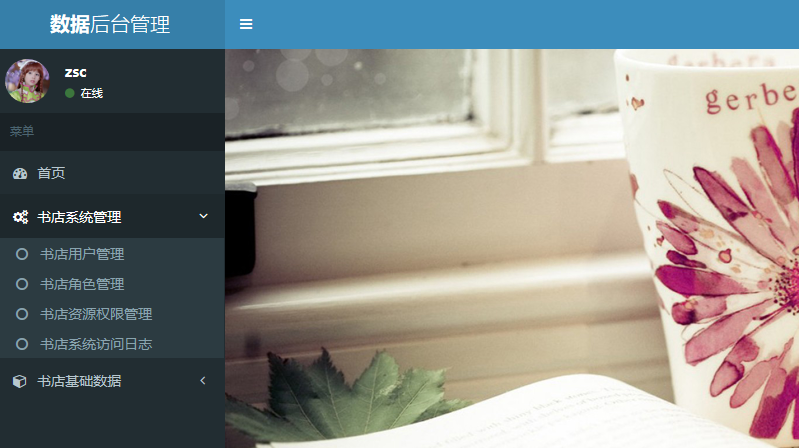 数据后台管理
zsc
在线
菜单
首页
书店系统管理
书店用户管理
书店角色管理
书店资源权限管理
书店系统访问日志
书店基础数据
gerbera
gerbe